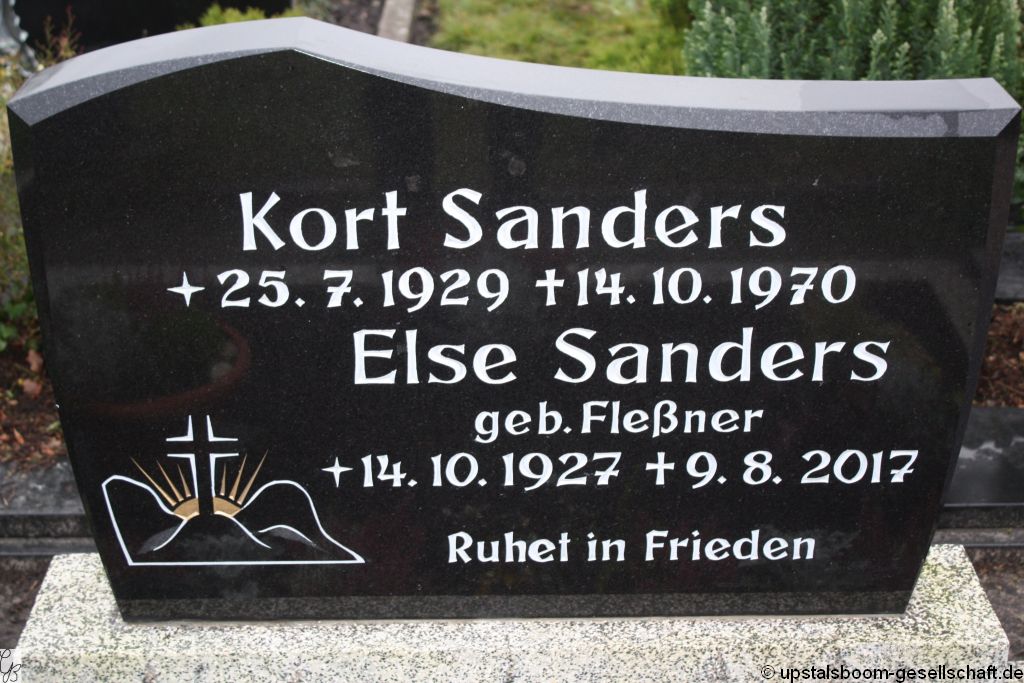 Kort Sanders
✦25.7.1929 ✝14.10.1970
Else Sanders
geb. Fleßner
✦14.10.1927 ✝9.8.2017
Ruhet in Frieden
© upstalsboom-gesellschaft.de